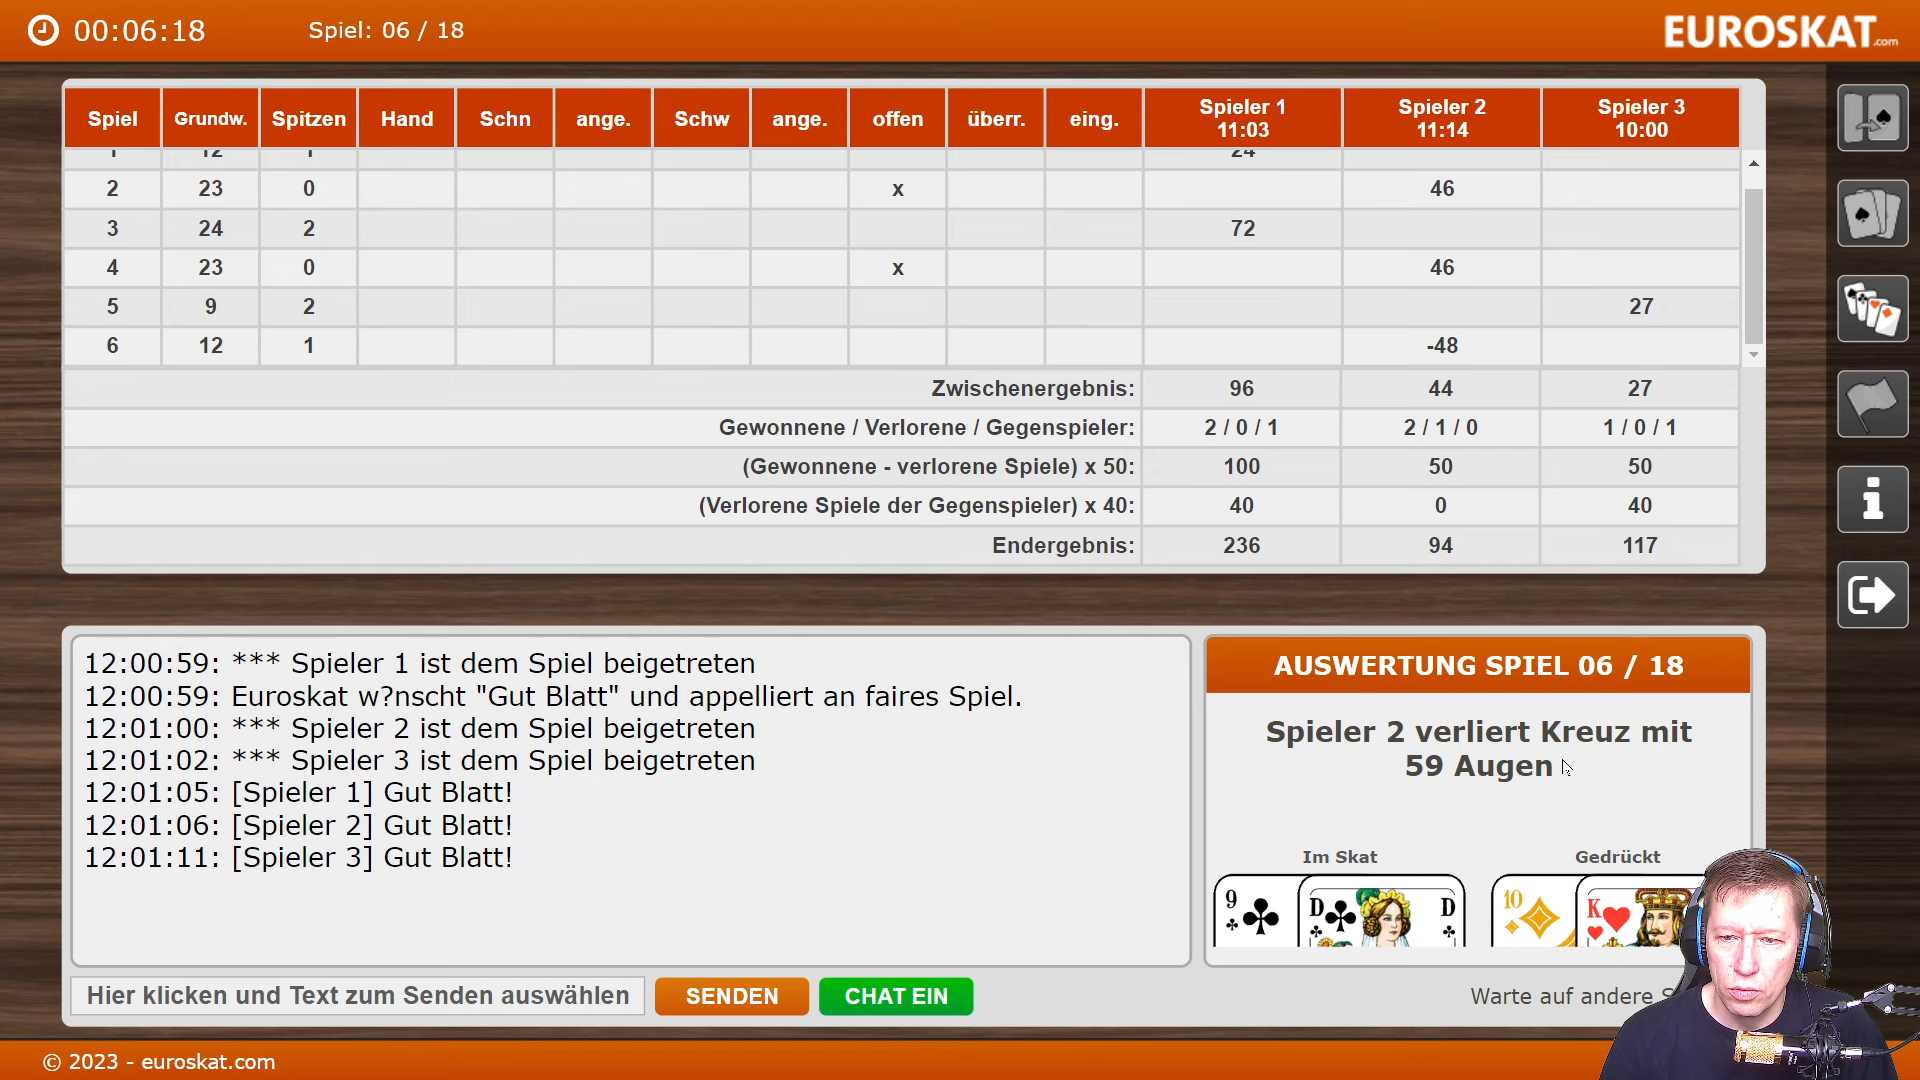 00:06:18 Spiel: 06 / 18 EUROSKAT.com
Spiel Grundw. Spitzen Hand Schn ange. Schw ange. offen überr. eing. Spieler 1 11:03 Spieler 2 11:14 Spieler 3 10:00
1 12 1 24
2 23 0 x 46
3 24 2 72
4 23 0 x 46
5 9 2 27
6 12 1 -48
Zwischenergebnis: 96 44 27
Gewonnene / Verlorene / Gegenspieler: 2 / 0 / 1 2 / 1 / 0 1 / 0 / 1
(Gewonnene - verlorene Spiele) x 50: 100 50 50
(Verlorene Spiele der Gegenspieler) x 40: 40 0 40
Endergebnis: 236 94 117
12:00:59: *** Spieler 1 ist dem Spiel beigetreten
12:00:59: Euroskat w?nscht "Gut Blatt" und appelliert an faires Spiel.
12:01:00: *** Spieler 2 ist dem Spiel beigetreten
12:01:02: *** Spieler 3 ist dem Spiel beigetreten
12:01:05: [Spieler 1] Gut Blatt!
12:01:06: [Spieler 2] Gut Blatt!
12:01:11: [Spieler 3] Gut Blatt!
AUSWERTUNG SPIEL 06 / 18
Spieler 2 verliert Kreuz mit
59 Augen
Im Skat Gedrückt
9 D D 10 K
Hier klicken und Text zum Senden auswählen SENDEN CHAT EIN Warte auf andere
© 2023 - euroskat.com